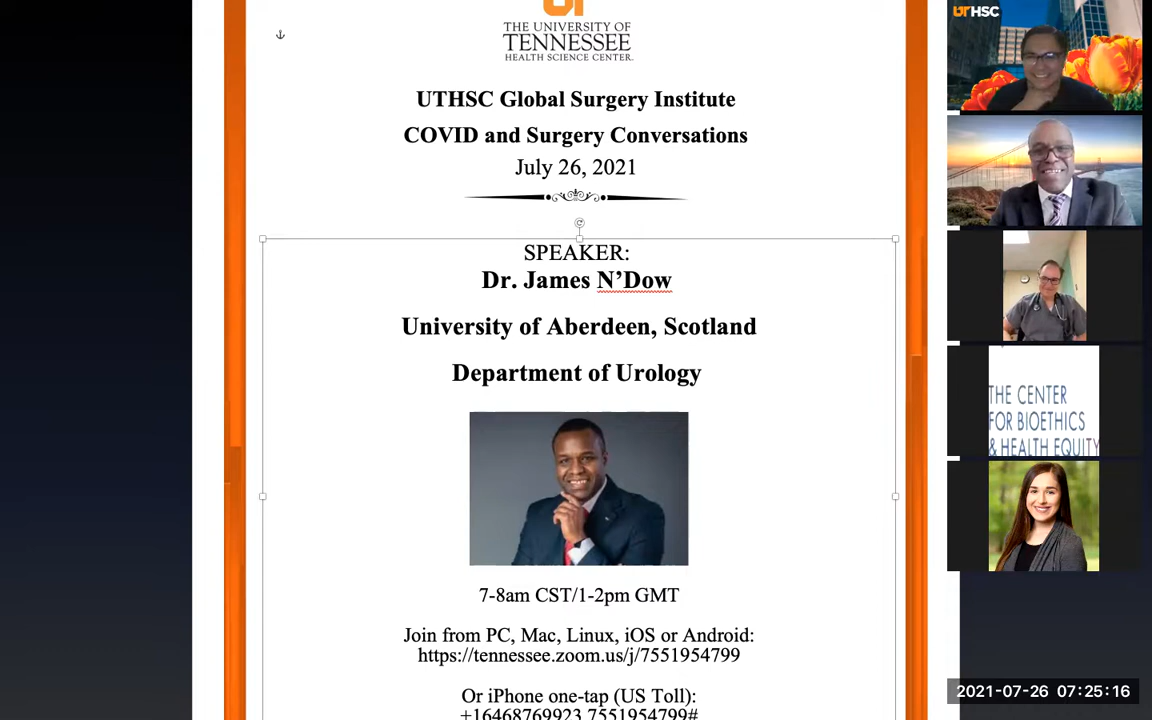 THE UNIVERSITY OF
TENNESSEE
HEALTH SCIENCE CENTER.
UTHSC Global Surgery Institute
COVID and Surgery Conversations
July 26, 2021
SPEAKER:
Dr. James N’Dow
University of Aberdeen, Scotland
Department of Urology
7-8am CST/1-2pm GMT
Join from PC, Mac, Linux, iOS or Android:
https://tennessee.zoom.us/j/7551954799
Or iPhone one-tap (US Toll):
+16468769923,7551954799#
UTHSC
THE CENTER
FOR BIOETHICS
& HEALTH EQUITY
2021-07-26 07:25:16